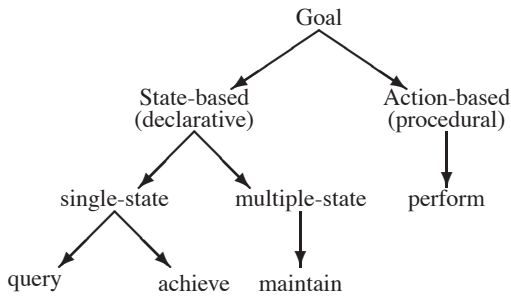 Goal
State-based
(declarative)
Action-based
(procedural)
single-state
multiple-state
perform
query
achieve
maintain